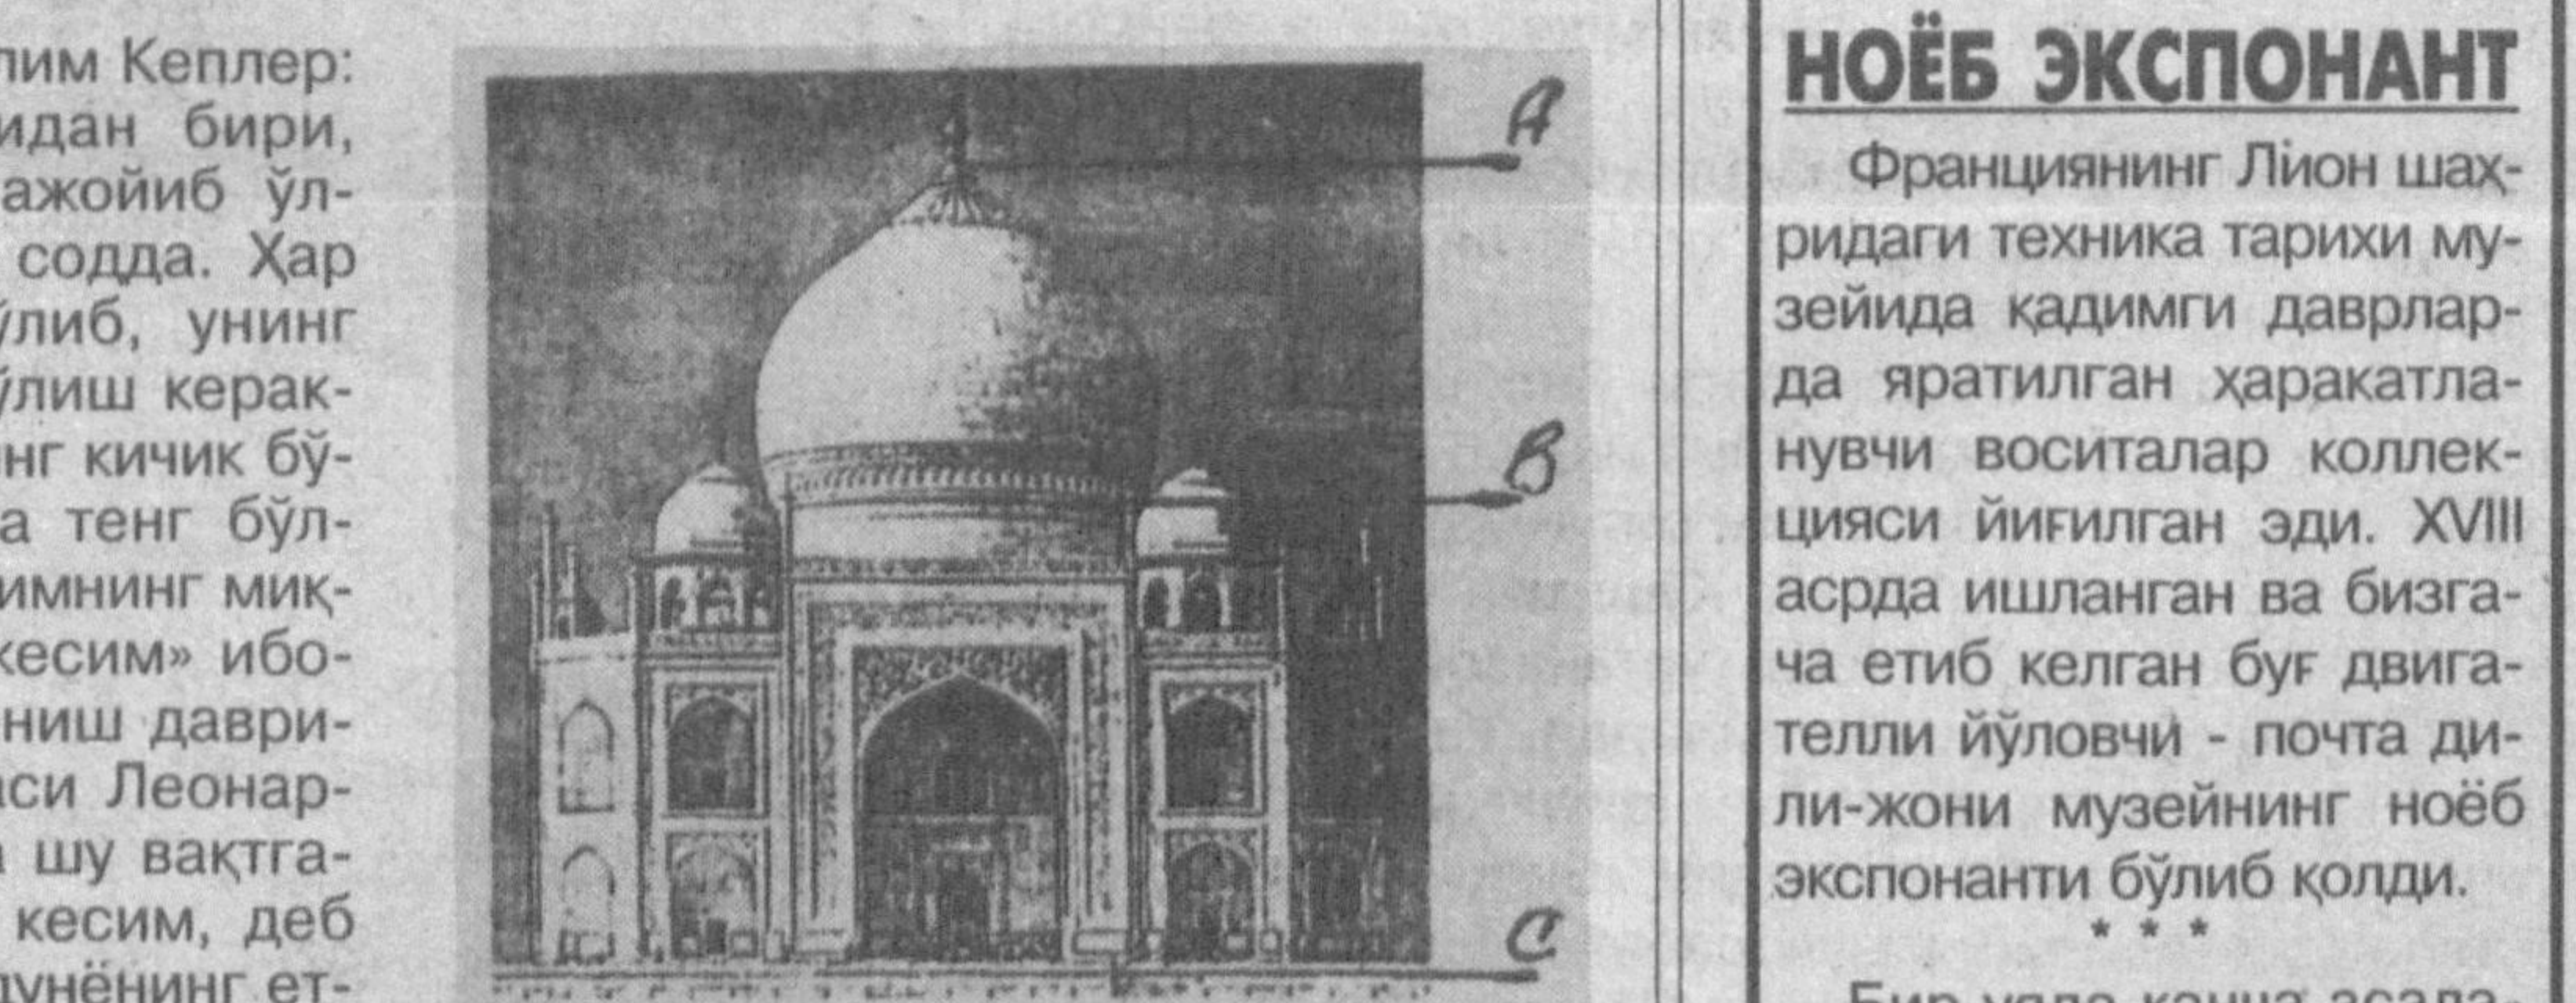 лим Кеплер:
идан бири,
ажойиб ўл-
содда. Ҳар
ўлиб, унинг
ўлиш керак-
нг кичик бў-
а тенг бўл-
имнинг миқ-
кесим» ибо-
ниш даври-
си Леонар-
шу вақтга-
кесим, деб
дунёнинг ет-
A
B
C
НОЁБ ЭКСПОНАНТ
Франциянинг Лион шаҳ-
ридаги техника тарихи му-
зейида қадимги даврлар-
да яратилган ҳаракатла-
нувчи воситалар коллек-
цияси йиғилган эди. XVIII
асрда ишланган ва бизга-
ча етиб келган буғ двига-
телли йўловчи - почта ди-
ли-жони музейнинг ноёб
экспонанти бўлиб қолди.
* * *